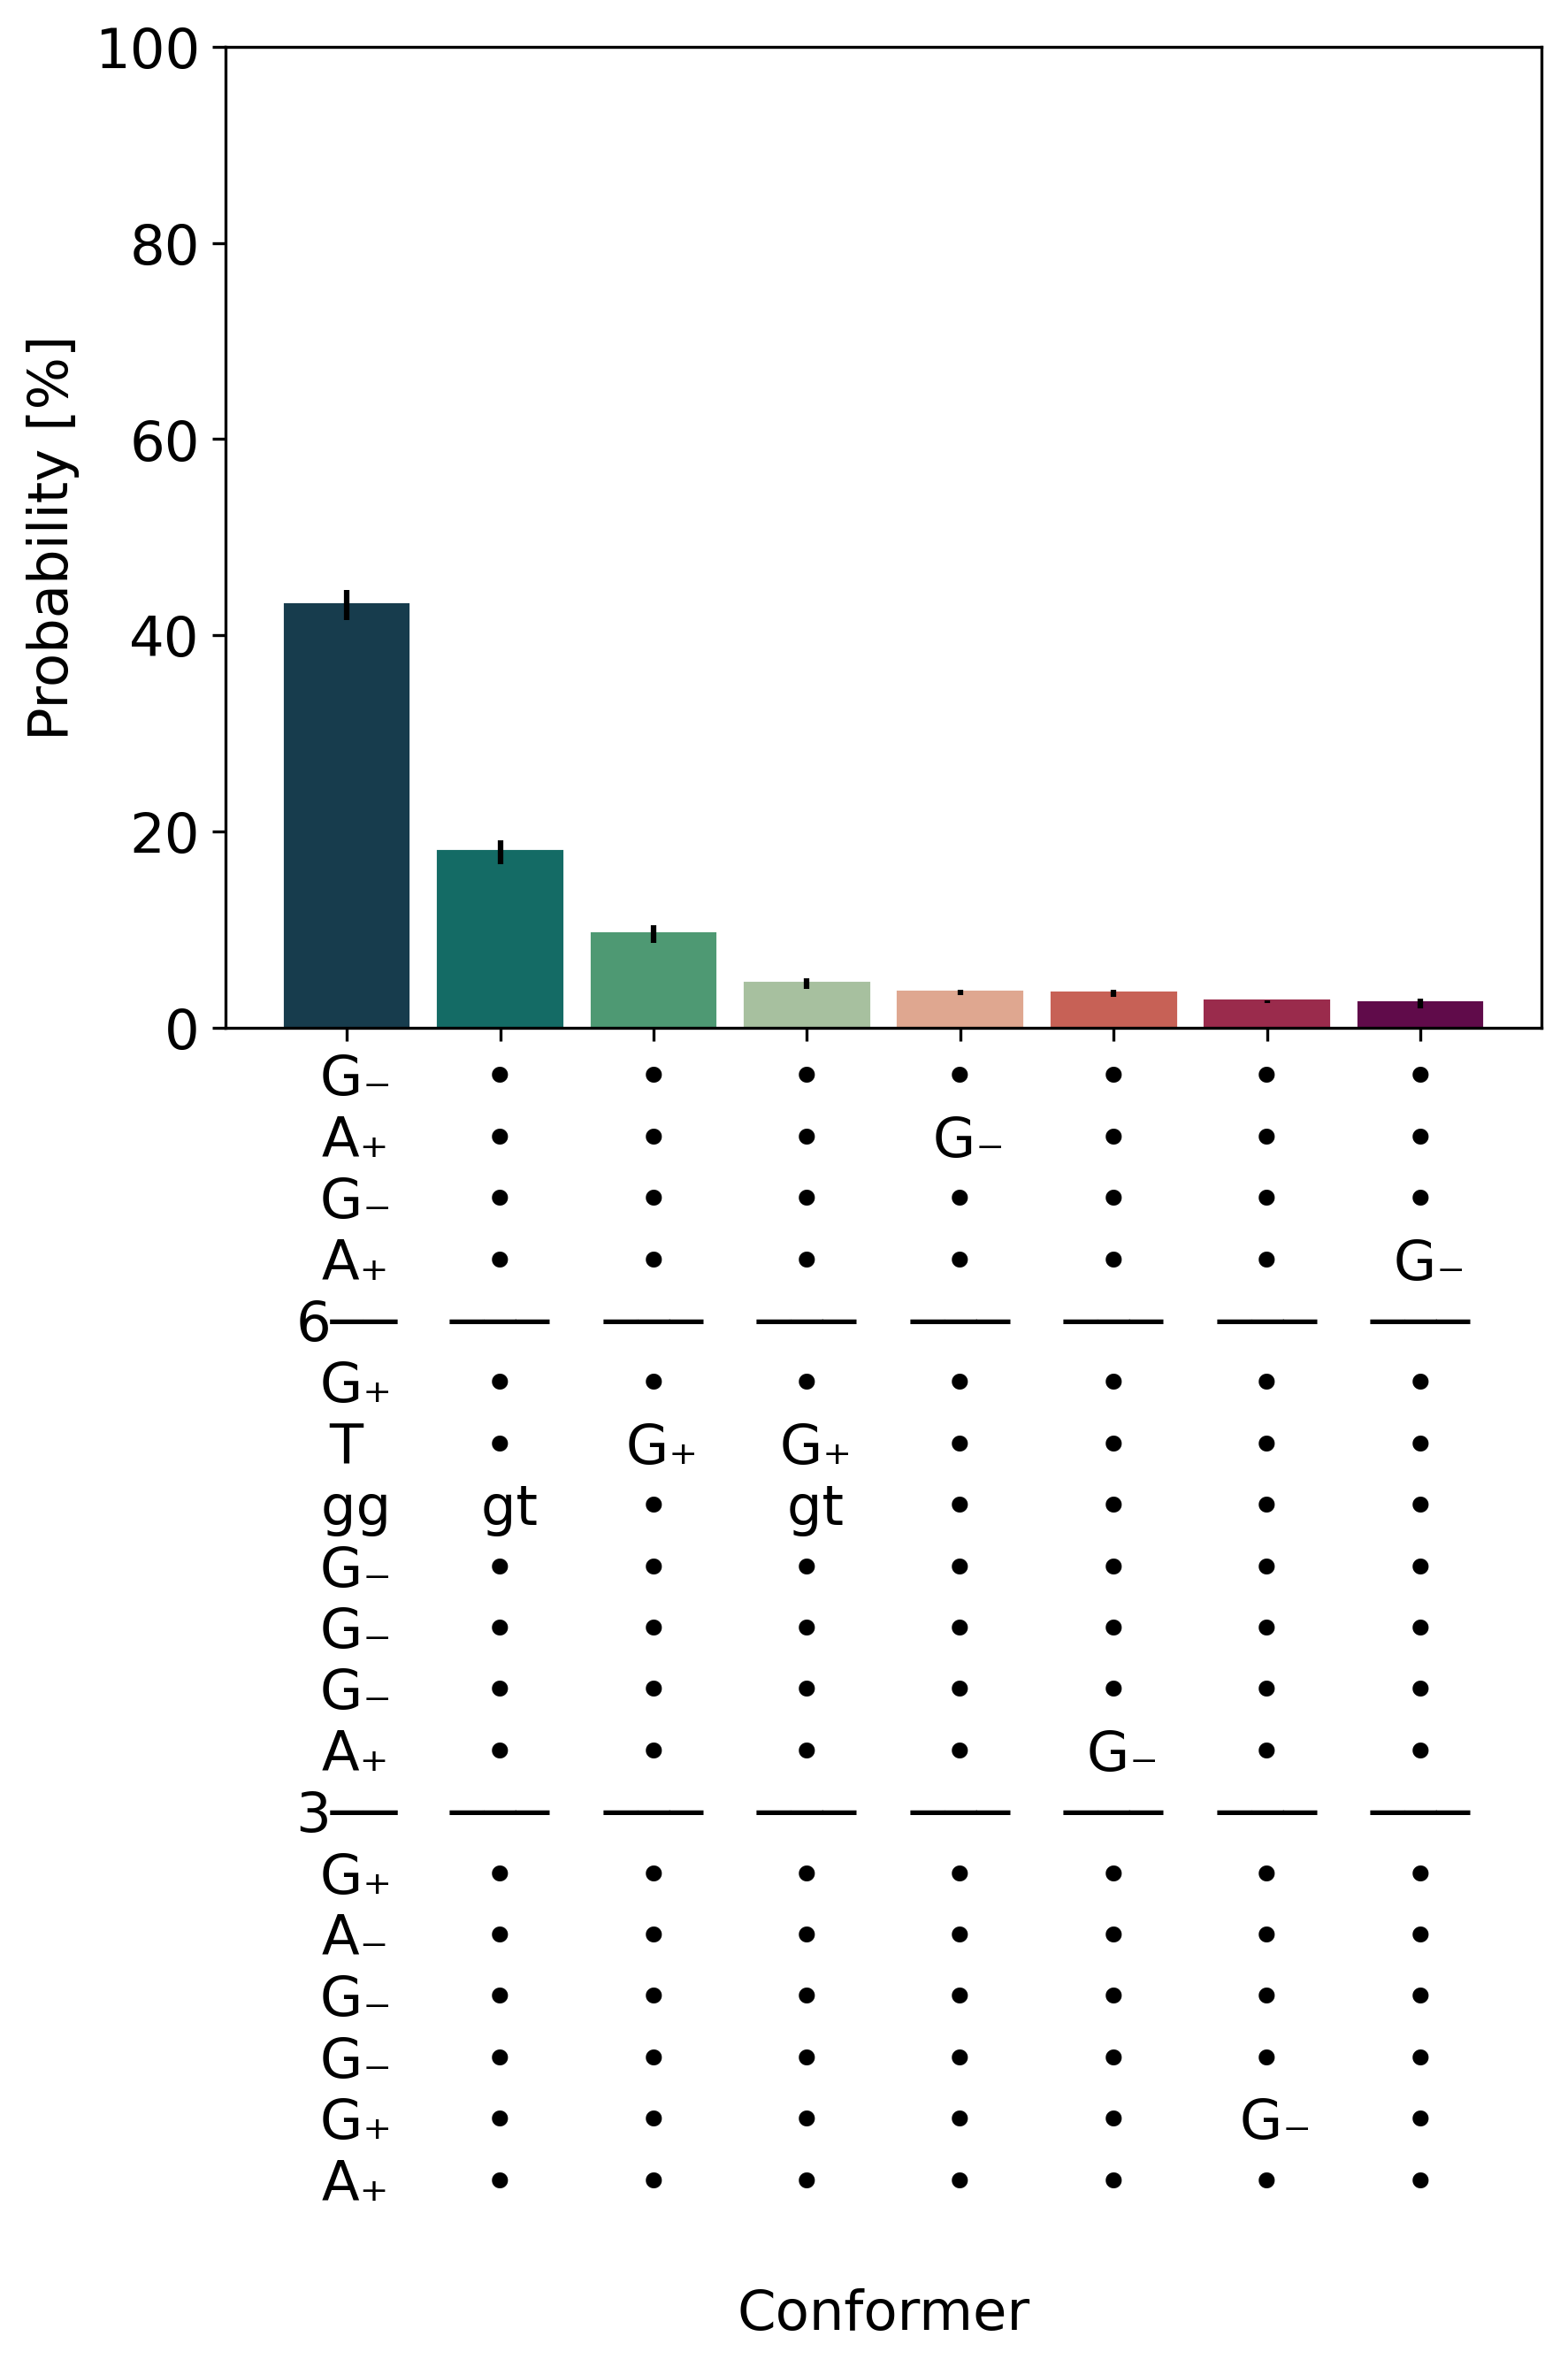 100
80
60
40
20
0
Probability [%]
G₋ • • • • • • •
A₊ • • • G₋ • • •
G₋ • • • • • • •
A₊ • • • • • • G₋
6—— ——— ——— ——— ——— ——— ——— ———
G₊ • • • • • • •
T • G₊ G₊ • • • •
gg gt • gt • • • •
G₋ • • • • • • •
G₋ • • • • • • •
G₋ • • • • • • •
A₊ • • • • G₋ • •
3—— ——— ——— ——— ——— ——— ——— ———
G₊ • • • • • • •
A₋ • • • • • • •
G₋ • • • • • • •
G₋ • • • • • • •
G₊ • • • • • G₋ •
A₊ • • • • • • •
Conformer